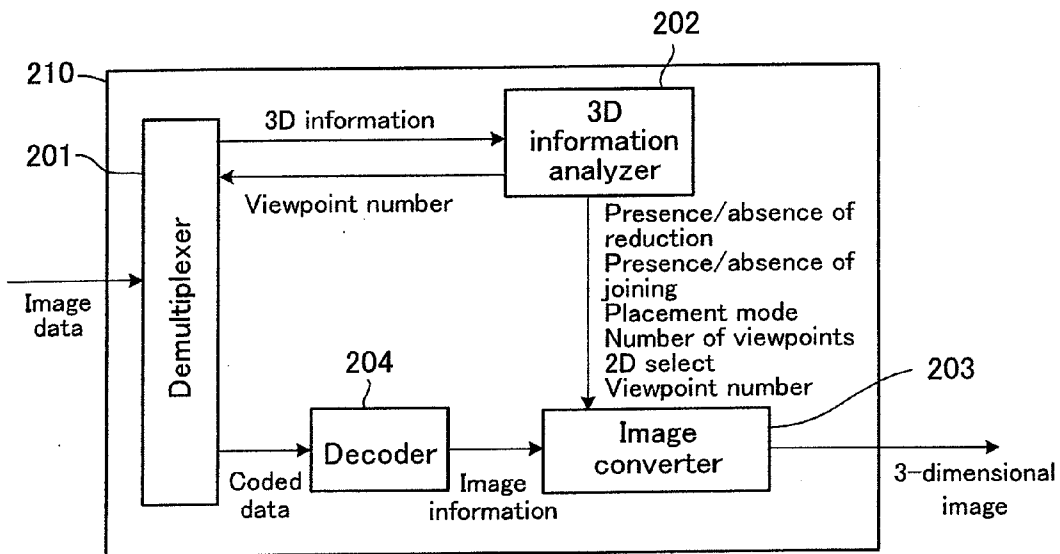 202
210
3D
information
analyzer
3D information
201
Viewpoint number
Demultiplexer
Presence/absence of
reduction
Presence/absence of
joining
Placement mode
Number of viewpoints
2D select
Viewpoint number
Image
data
204
203
Decoder
Image
converter
Coded
data
Image
information
3-dimensional
image